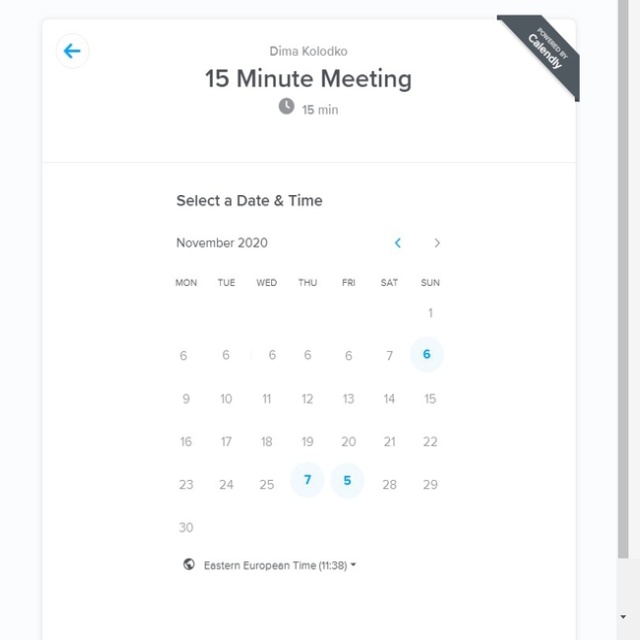 POWERED BY
Calendly
Dima Kolodko
15 Minute Meeting
15 min
Select a Date & Time
November 2020
MON TUE WED THU FRI SAT SUN
1
6 6 6 6 6 7 6
9 10 11 12 13 14 15
16 17 18 19 20 21 22
23 24 25 7 5 28 29
30
Eastern European Time (11:38)